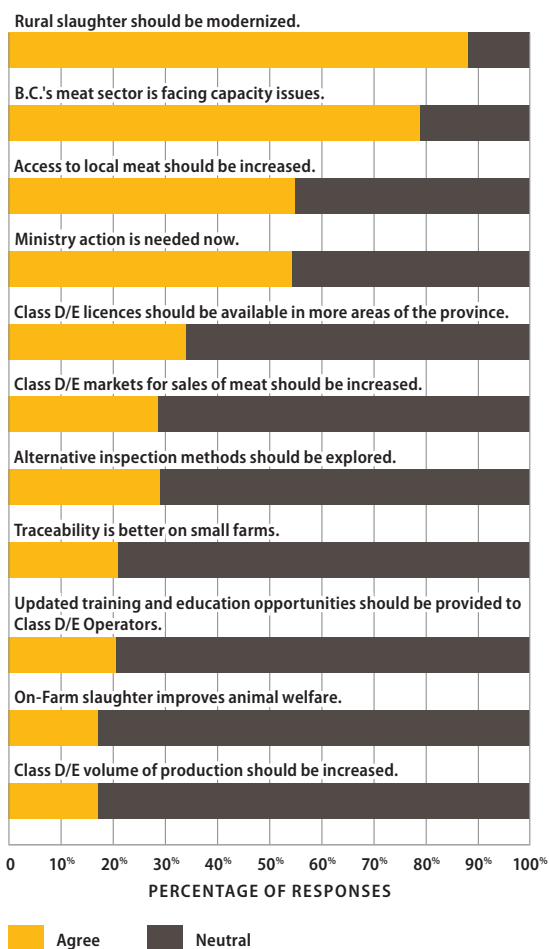 Rural slaughter should be modernized.
B.C.'s meat sector is facing capacity issues.
Access to local meat should be increased.
Ministry action is needed now.
Class D/E licences should be available in more areas of the province.
Class D/E markets for sales of meat should be increased.
Alternative inspection methods should be explored.
Traceability is better on small farms.
Updated training and education opportunities should be provided to
Class D/E Operators.
On-Farm slaughter improves animal welfare.
Class D/E volume of production should be increased.
0 10% 20% 30% 40% 50% 60% 70% 80% 90% 100%
PERCENTAGE OF RESPONSES
Agree Neutral